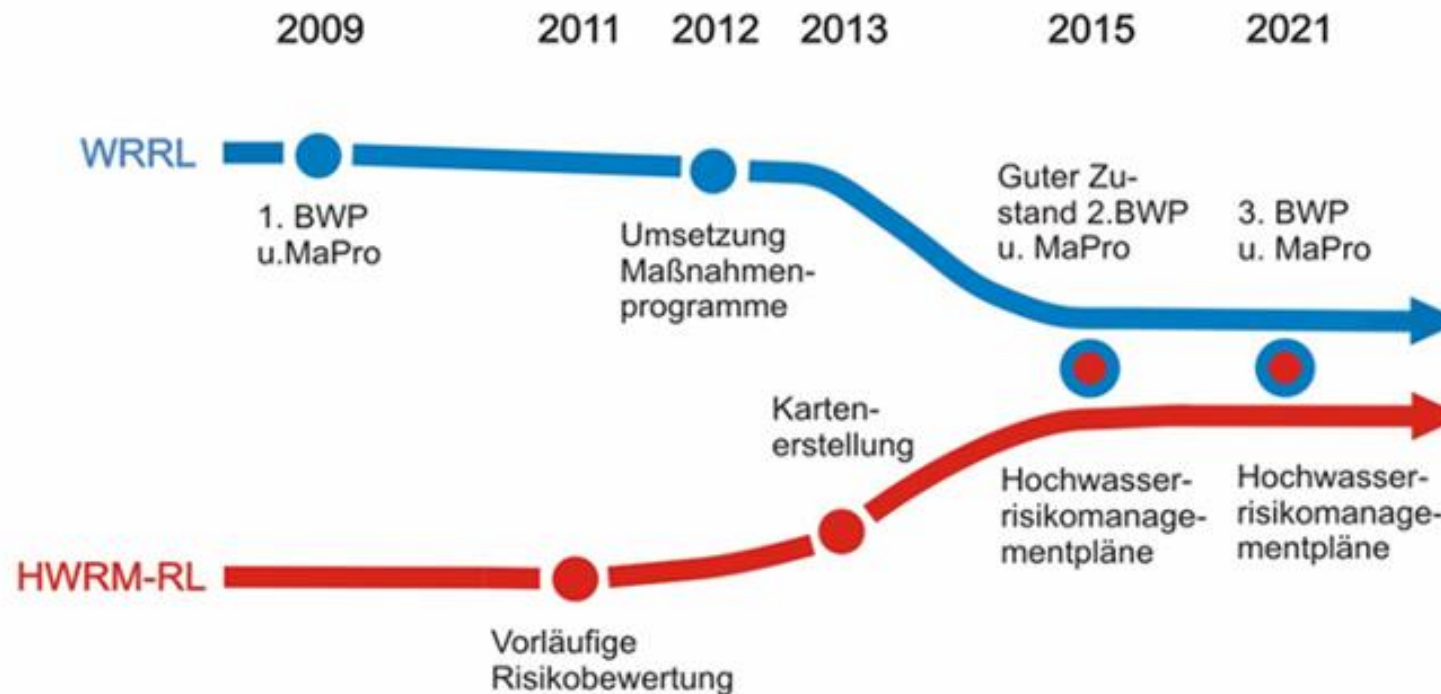 2009 2011 2012 2013 2015 2021
WRRL
1. BWP
u.MaPro
Umsetzung
Maßnahmen-
programme
Guter Zu-
stand 2.BWP
u. MaPro
3. BWP
u. MaPro
Karten-
erstellung
HWRM-RL
Vorläufige
Risikobewertung
Hochwasser-
risikomanage-
mentpläne
Hochwasser-
risikomanage-
mentpläne